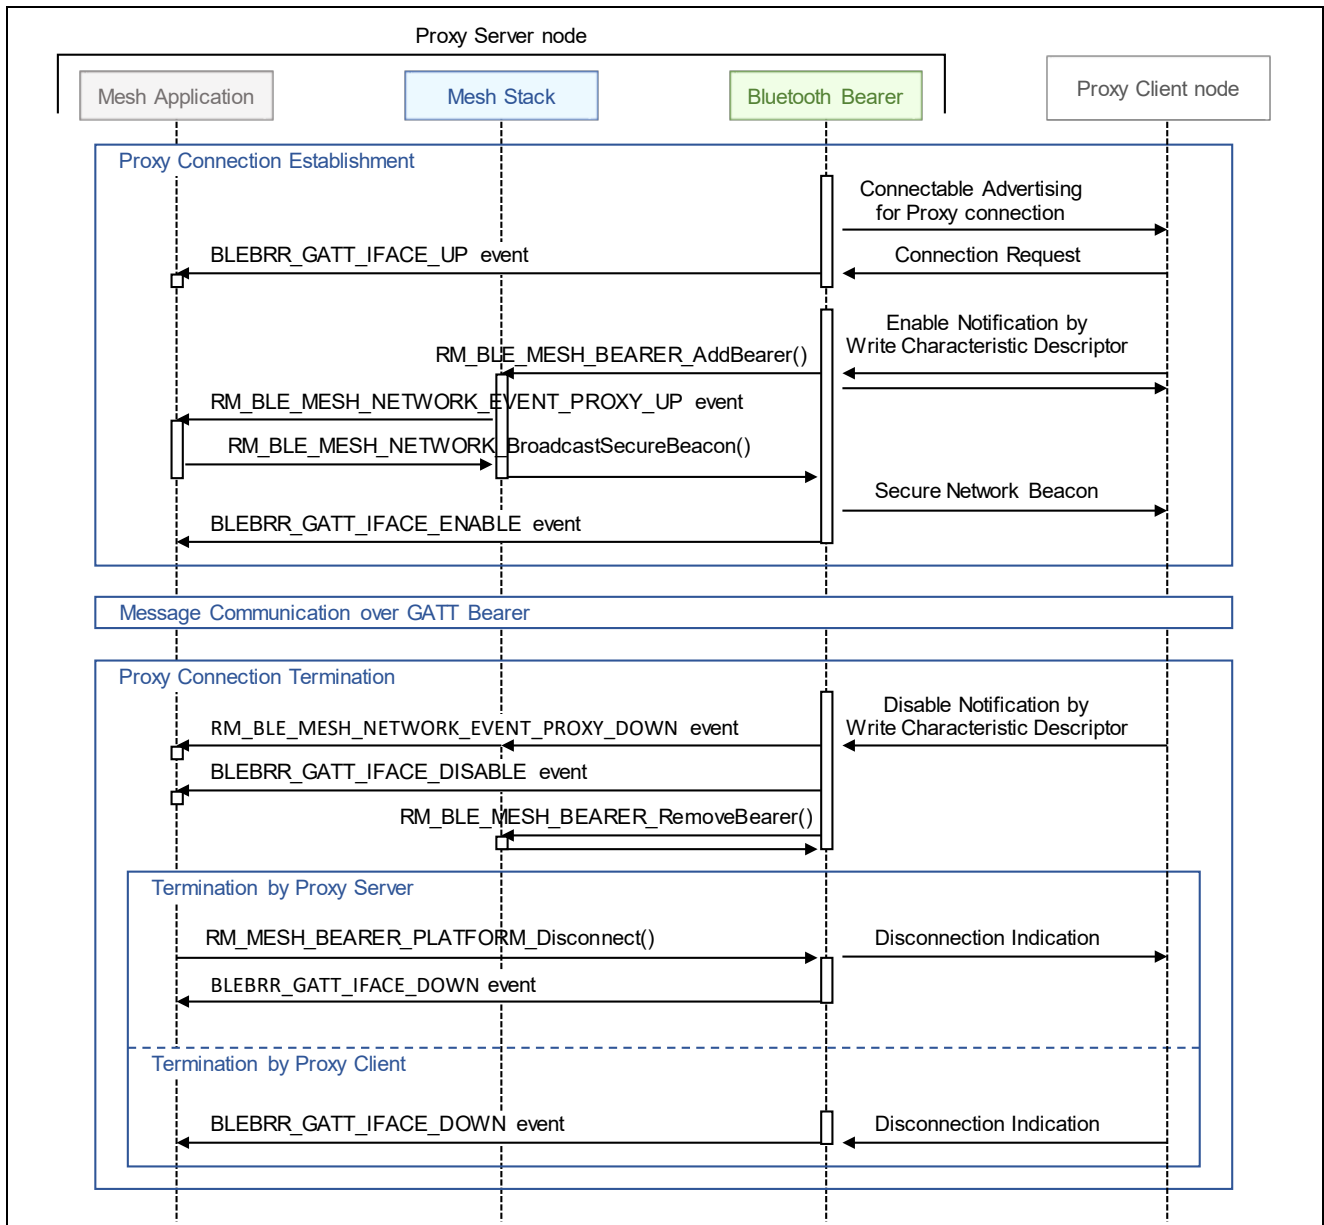 Proxy Server node
Mesh Application
Mesh Stack
Bluetooth Bearer
Proxy Client node
Proxy Connection Establishment
Connectable Advertising
for Proxy connection
BLEBRR_GATT_IFACE_UP event
Connection Request
Enable Notification by
Write Characteristic Descriptor
RM_BLE_MESH_BEARER_AddBearer()
RM_BLE_MESH_NETWORK_EVENT_PROXY_UP event
RM_BLE_MESH_NETWORK_BroadcastSecureBeacon()
Secure Network Beacon
BLEBRR_GATT_IFACE_ENABLE event
Message Communication over GATT Bearer
Proxy Connection Termination
Disable Notification by
Write Characteristic Descriptor
RM_BLE_MESH_NETWORK_EVENT_PROXY_DOWN event
BLEBRR_GATT_IFACE_DISABLE event
RM_BLE_MESH_BEARER_RemoveBearer()
Termination by Proxy Server
RM_MESH_BEARER_PLATFORM_Disconnect()
Disconnection Indication
BLEBRR_GATT_IFACE_DOWN event
Termination by Proxy Client
BLEBRR_GATT_IFACE_DOWN event
Disconnection Indication